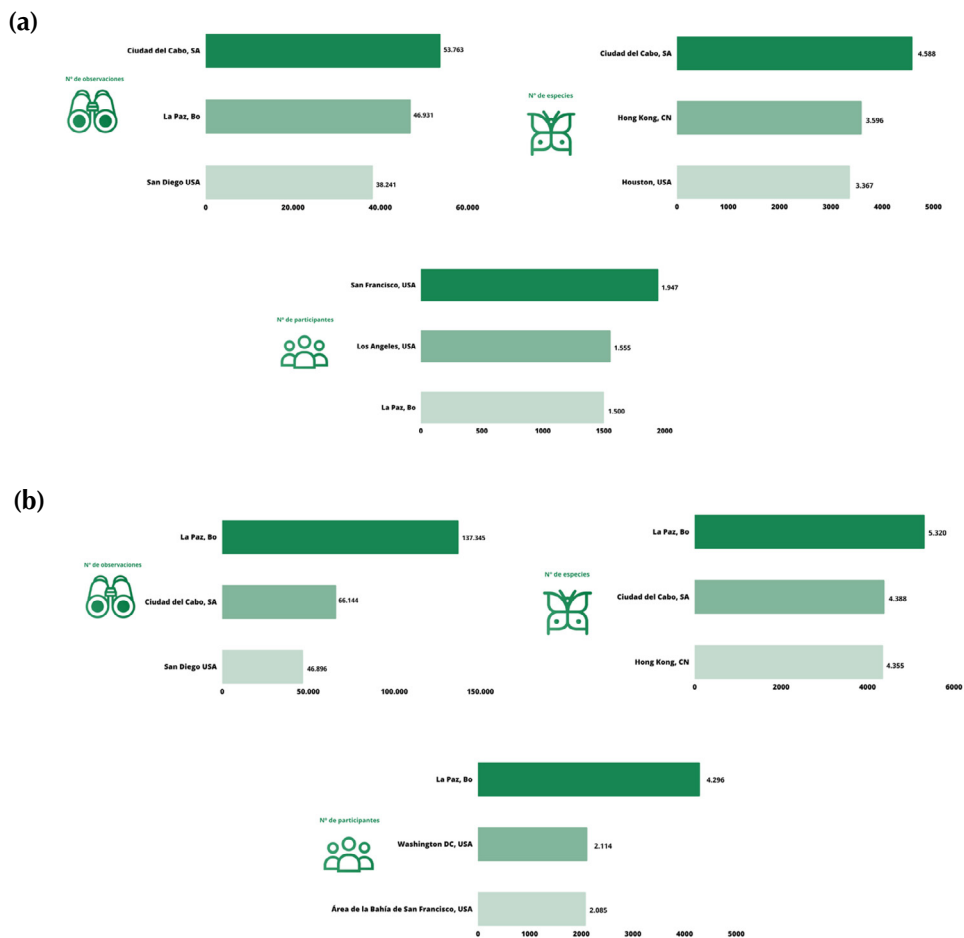 (a)
Nº de observaciones
Ciudad del Cabo, SA 53.763
La Paz, Bo 46.931
San Diego USA 38.241
0 20.000 40.000 60.000
Nº de especies
Ciudad del Cabo, SA 4.588
Hong Kong, CN 3.596
Houston, USA 3.367
0 1000 2000 3000 4000 5000
Nº de participantes
San Francisco, USA 1.947
Los Angeles, USA 1.555
La Paz, Bo 1.500
0 500 1000 1500 2000
(b)
Nº de observaciones
La Paz, Bo 137.345
Ciudad del Cabo, SA 66.144
San Diego USA 46.896
0 50.000 100.000 150.000
Nº de especies
La Paz, Bo 5.320
Ciudad del Cabo, SA 4.388
Hong Kong, CN 4.355
0 2000 4000 6000
Nº de participantes
La Paz, Bo 4.296
Washington DC, USA 2.114
Área de la Bahía de San Francisco, USA 2.085
0 1000 2000 3000 4000 5000